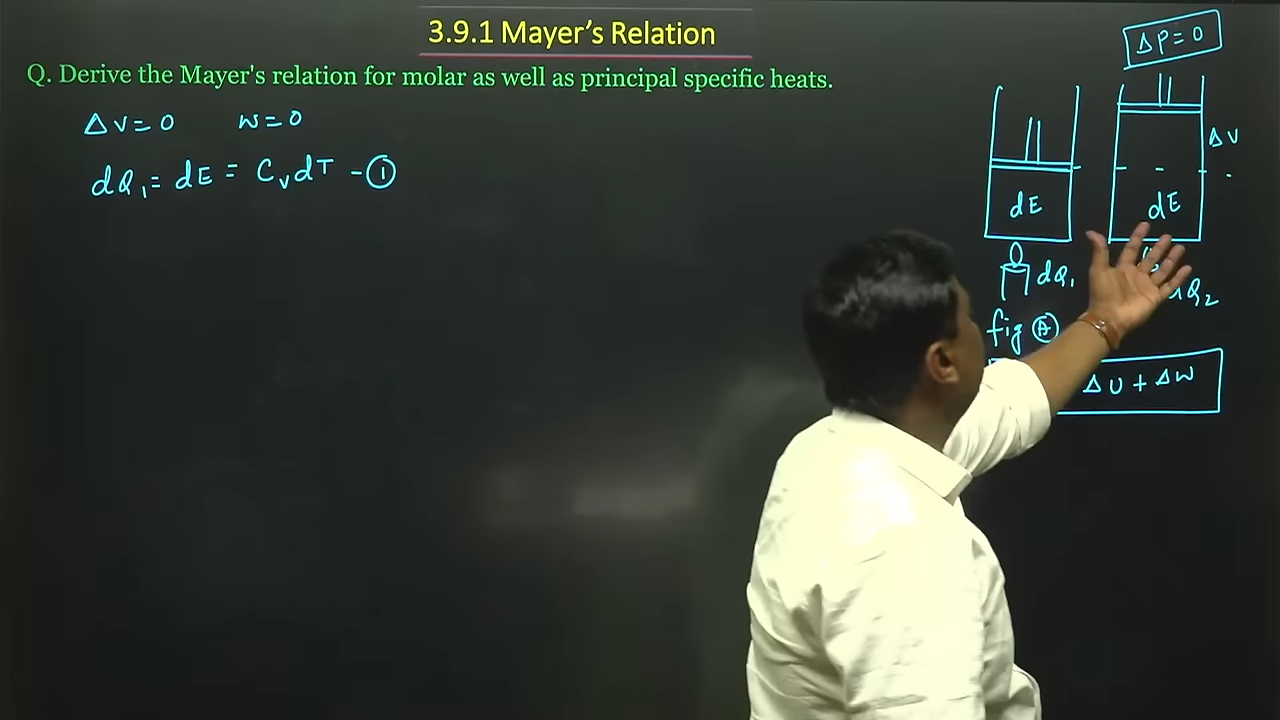 3.9.1 Mayer's Relation
Q. Derive the Mayer's relation for molar as well as principal specific heats.
ΔV=0 W=0
dQ₁= dE = CᵥdT -①
ΔP=0
ΔV
dE
dE
dQ₁
Q₂
fig Ⓐ
ΔU + ΔW